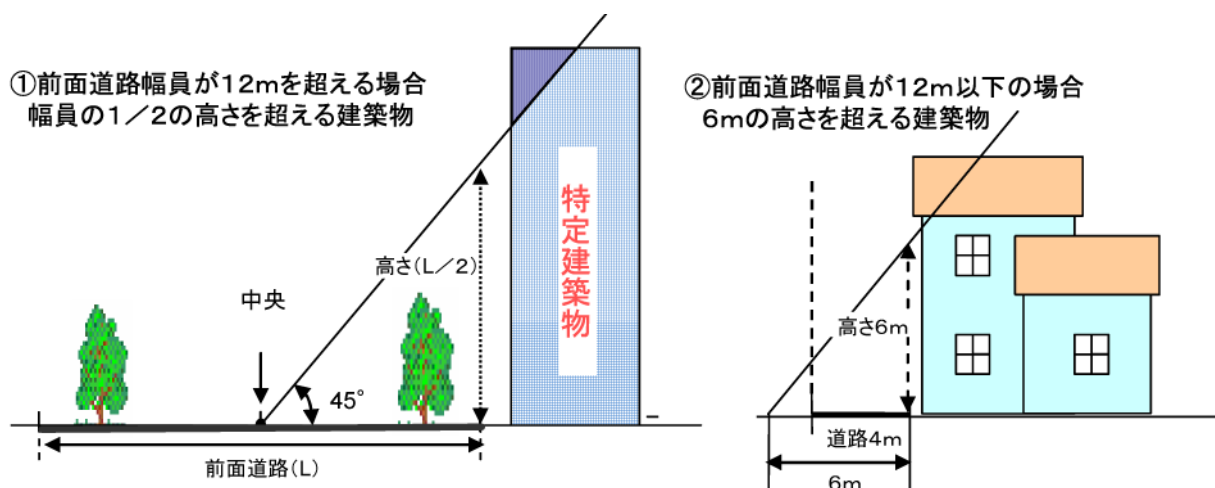 ①前面道路幅員が12mを超える場合
幅員の1/2の高さを超える建築物
特定建築物
高さ(L/2)
中央
45°
前面道路(L)
②前面道路幅員が12m以下の場合
6mの高さを超える建築物
高さ6m
道路4m
6m